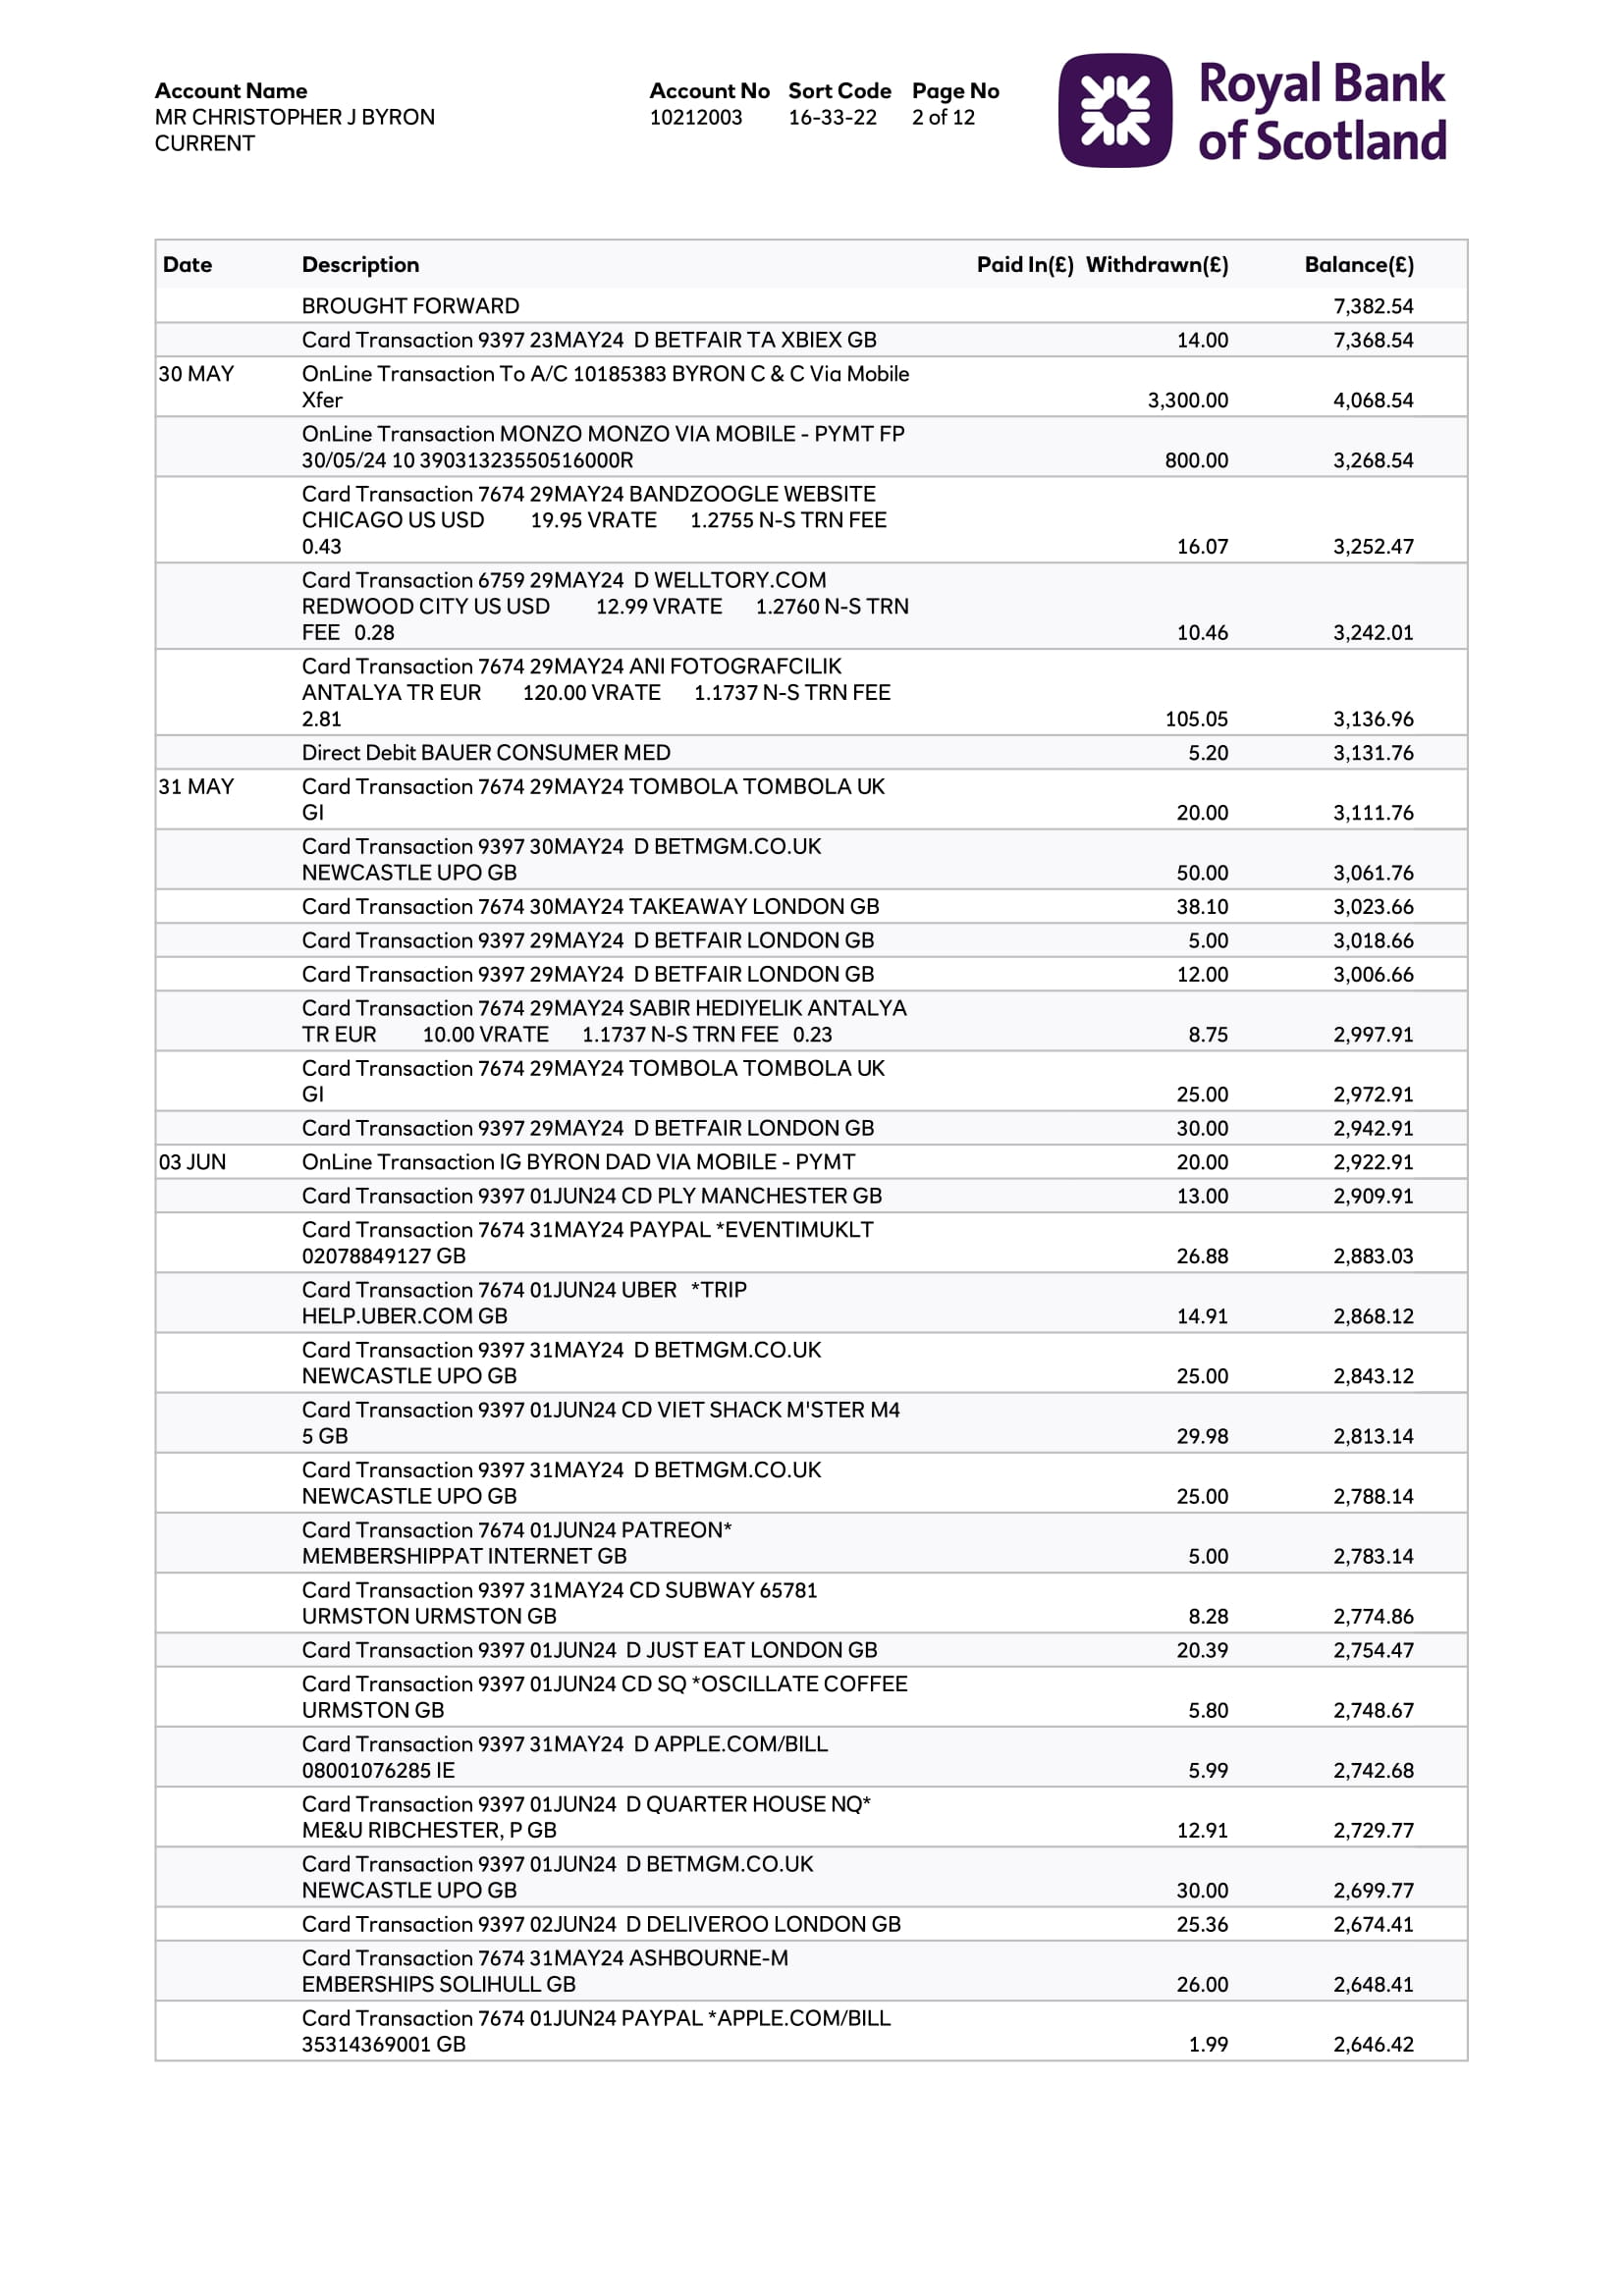 Account Name
MR CHRISTOPHER J BYRON
CURRENT
Account No Sort Code Page No
10212003 16-33-22 2 of 12
Royal Bank
of Scotland
Date Description Paid In(£) Withdrawn(£) Balance(£)
BROUGHT FORWARD 7,382.54
Card Transaction 9397 23MAY24 D BETFAIR TA XBIEX GB 14.00 7,368.54
30 MAY OnLine Transaction To A/C 10185383 BYRON C & C Via Mobile
Xfer 3,300.00 4,068.54
OnLine Transaction MONZO MONZO VIA MOBILE - PYMT FP
30/05/24 10 39031323550516000R 800.00 3,268.54
Card Transaction 7674 29MAY24 BANDZOOGLE WEBSITE
CHICAGO US USD 19.95 VRATE 1.2755 N-S TRN FEE
0.43 16.07 3,252.47
Card Transaction 6759 29MAY24 D WELLTORY.COM
REDWOOD CITY US USD 12.99 VRATE 1.2760 N-S TRN
FEE 0.28 10.46 3,242.01
Card Transaction 7674 29MAY24 ANI FOTOGRAFCILIK
ANTALYA TR EUR 120.00 VRATE 1.1737 N-S TRN FEE
2.81 105.05 3,136.96
Direct Debit BAUER CONSUMER MED 5.20 3,131.76
31 MAY Card Transaction 7674 29MAY24 TOMBOLA TOMBOLA UK
GI 20.00 3,111.76
Card Transaction 9397 30MAY24 D BETMGM.CO.UK
NEWCASTLE UPO GB 50.00 3,061.76
Card Transaction 7674 30MAY24 TAKEAWAY LONDON GB 38.10 3,023.66
Card Transaction 9397 29MAY24 D BETFAIR LONDON GB 5.00 3,018.66
Card Transaction 9397 29MAY24 D BETFAIR LONDON GB 12.00 3,006.66
Card Transaction 7674 29MAY24 SABIR HEDIYELIK ANTALYA
TR EUR 10.00 VRATE 1.1737 N-S TRN FEE 0.23 8.75 2,997.91
Card Transaction 7674 29MAY24 TOMBOLA TOMBOLA UK
GI 25.00 2,972.91
Card Transaction 9397 29MAY24 D BETFAIR LONDON GB 30.00 2,942.91
03 JUN OnLine Transaction IG BYRON DAD VIA MOBILE - PYMT 20.00 2,922.91
Card Transaction 9397 01JUN24 CD PLY MANCHESTER GB 13.00 2,909.91
Card Transaction 7674 31MAY24 PAYPAL *EVENTIMUKLT
02078849127 GB 26.88 2,883.03
Card Transaction 7674 01JUN24 UBER *TRIP
HELP.UBER.COM GB 14.91 2,868.12
Card Transaction 9397 31MAY24 D BETMGM.CO.UK
NEWCASTLE UPO GB 25.00 2,843.12
Card Transaction 9397 01JUN24 CD VIET SHACK M'STER M4
5 GB 29.98 2,813.14
Card Transaction 9397 31MAY24 D BETMGM.CO.UK
NEWCASTLE UPO GB 25.00 2,788.14
Card Transaction 7674 01JUN24 PATREON*
MEMBERSHIPPAT INTERNET GB 5.00 2,783.14
Card Transaction 9397 31MAY24 CD SUBWAY 65781
URMSTON URMSTON GB 8.28 2,774.86
Card Transaction 9397 01JUN24 D JUST EAT LONDON GB 20.39 2,754.47
Card Transaction 9397 01JUN24 CD SQ *OSCILLATE COFFEE
URMSTON GB 5.80 2,748.67
Card Transaction 9397 31MAY24 D APPLE.COM/BILL
08001076285 IE 5.99 2,742.68
Card Transaction 9397 01JUN24 D QUARTER HOUSE NQ*
ME&U RIBCHESTER, P GB 12.91 2,729.77
Card Transaction 9397 01JUN24 D BETMGM.CO.UK
NEWCASTLE UPO GB 30.00 2,699.77
Card Transaction 9397 02JUN24 D DELIVEROO LONDON GB 25.36 2,674.41
Card Transaction 7674 31MAY24 ASHBOURNE-M
EMBERSHIPS SOLIHULL GB 26.00 2,648.41
Card Transaction 7674 01JUN24 PAYPAL *APPLE.COM/BILL
35314369001 GB 1.99 2,646.42